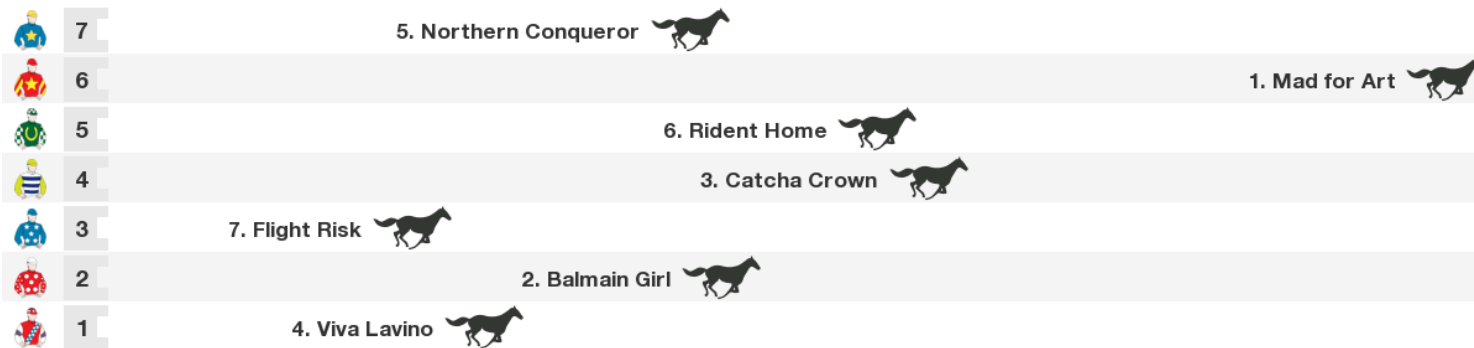 7 5. Northern Conqueror
6 1. Mad for Art
5 6. Rident Home
4 3. Catcha Crown
3 7. Flight Risk
2 2. Balmain Girl
1 4. Viva Lavino